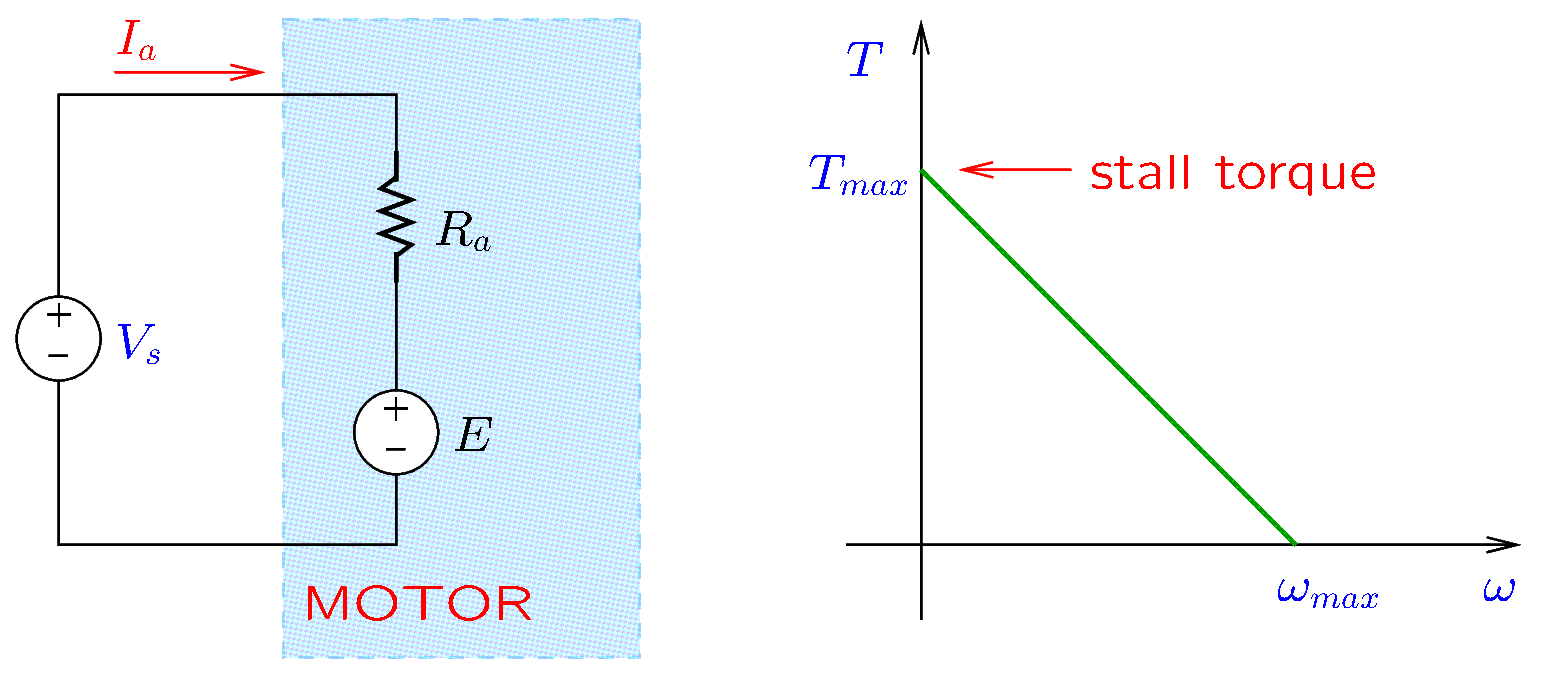 I_a
+
−
V_s
R_a
+
−
E
MOTOR
T
T_max
stall torque
ω_max
ω